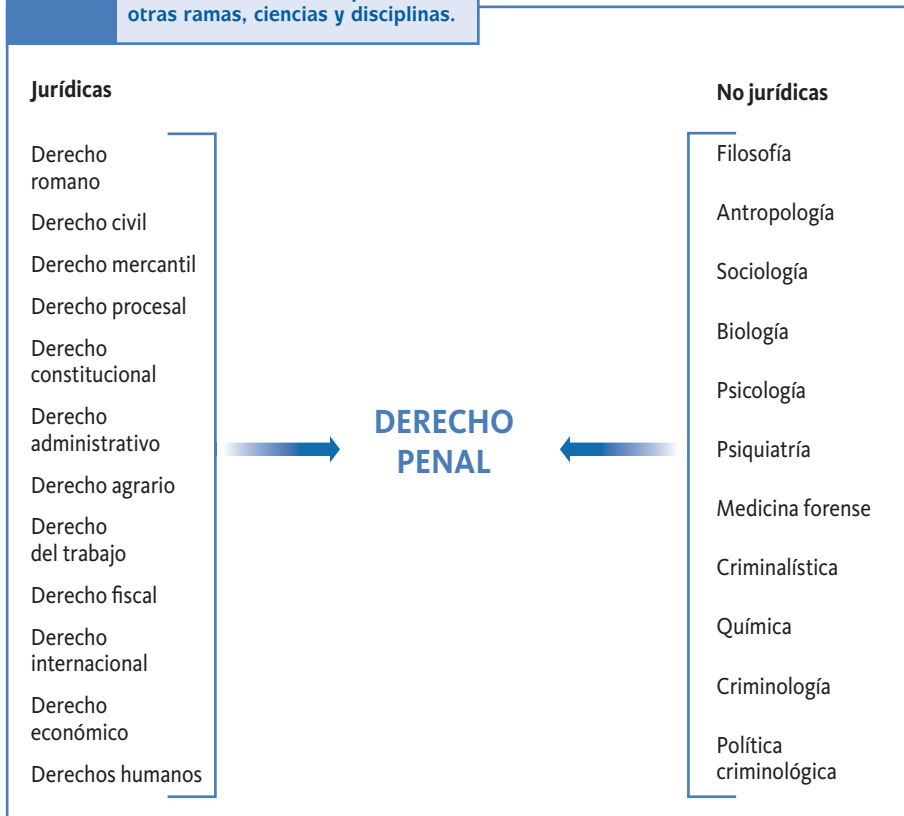 otras ramas, ciencias y disciplinas.
Jurídicas
Derecho
romano
Derecho civil
Derecho mercantil
Derecho procesal
Derecho
constitucional
Derecho
administrativo
Derecho agrario
Derecho
del trabajo
Derecho fiscal
Derecho
internacional
Derecho
económico
Derechos humanos
DERECHO
PENAL
No jurídicas
Filosofía
Antropología
Sociología
Biología
Psicología
Psiquiatría
Medicina forense
Criminalística
Química
Criminología
Política
criminológica